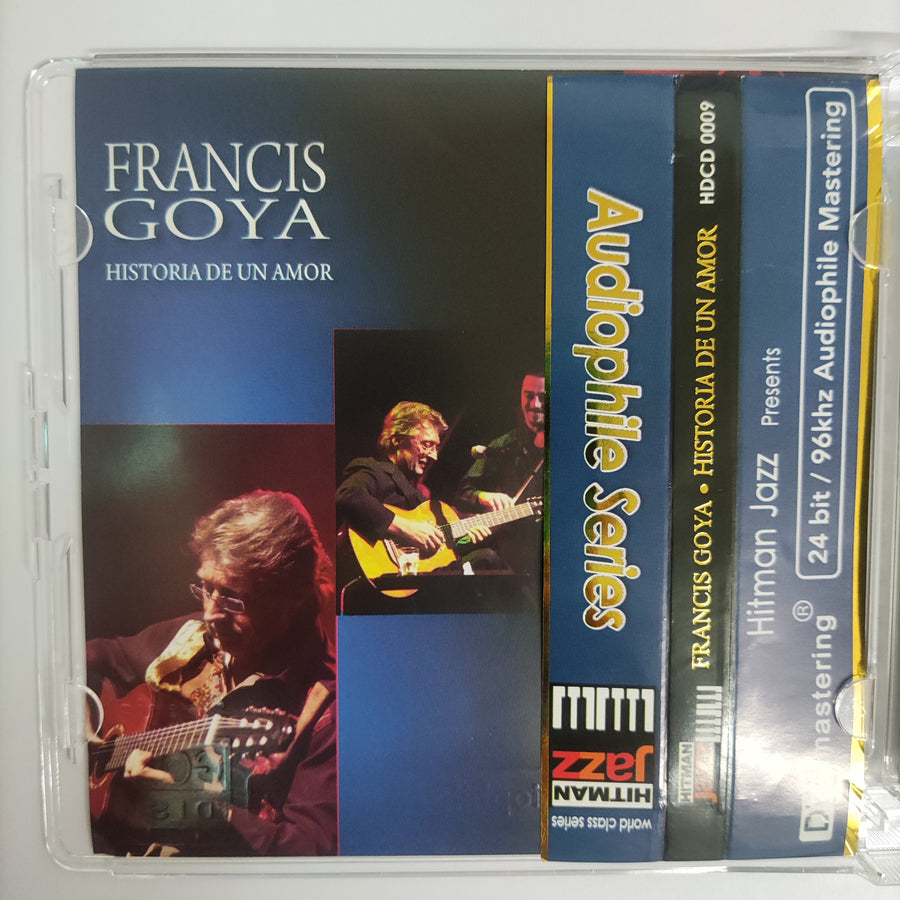 FRANCIS
GOYA
HISTORIA DE UN AMOR
Audiophile Series
HITMAN
jazz
world class series
FRANCIS GOYA • HISTORIA DE UN AMOR
HDCD 0009
HITMAN
Hitman Jazz Presents
mastering®
24 bit / 96khz Audiophile Mastering